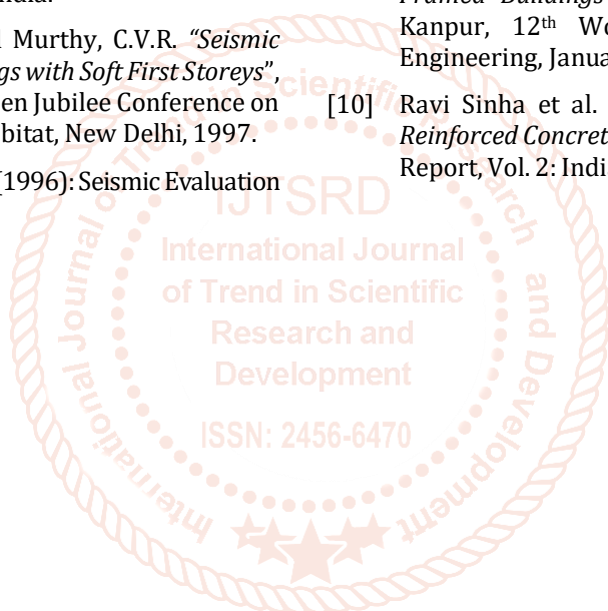 ndia.
d Murthy, C.V.R. “Seismic
gs with Soft First Storeys”,
en Jubilee Conference on
bitat, New Delhi, 1997.
[1996): Seismic Evaluation
Framed Buildings
Kanpur, 12th Wo
Engineering, Janua
[10] Ravi Sinha et al.
Reinforced Concret
Report, Vol. 2: India
International Journal of Trend in Scientific Research and Development
IJTSRD
International Journal
of Trend in Scientific
Research and
Development
ISSN: 2456-6470